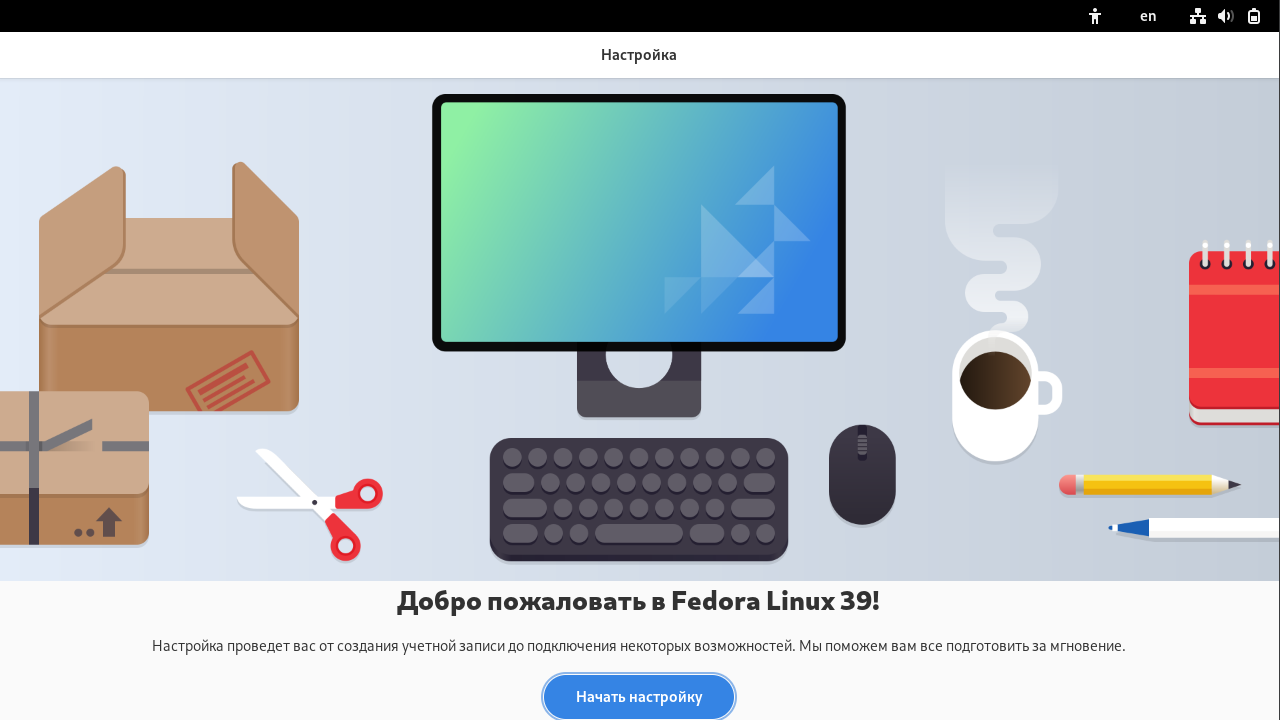 en
Настройка
Добро пожаловать в Fedora Linux 39!
Настройка проведет вас от создания учетной записи до подключения некоторых возможностей. Мы поможем вам все подготовить за мгновение.
Начать настройку